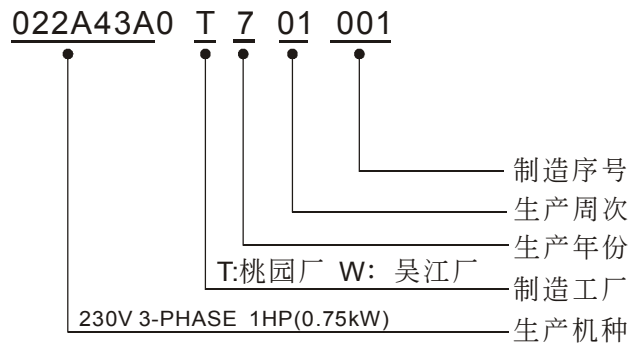 022A43A0 T 7 01 001
制造序号
生产周次
生产年份
T:桃园厂 W：吴江厂
制造工厂
230V 3-PHASE 1HP(0.75kW)
生产机种